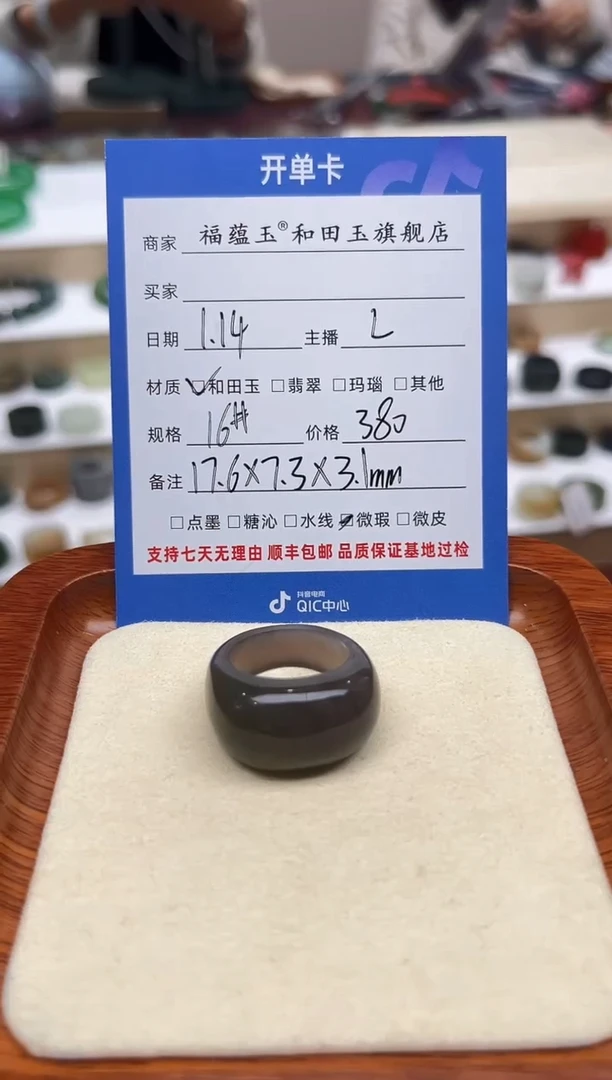 开单卡
商家 福蕴玉®和田玉旗舰店
买家
日期 1.14 主播 L
材质 ☑和田玉 □翡翠 □玛瑙 □其他
规格 16# 价格 380
备注 17.6X7.3X3.1mm
□点墨 □糖沁 □水线 ☑微瑕 □微皮
支持七天无理由 顺丰包邮 品质保证基地过检
抖音电商
QIC中心